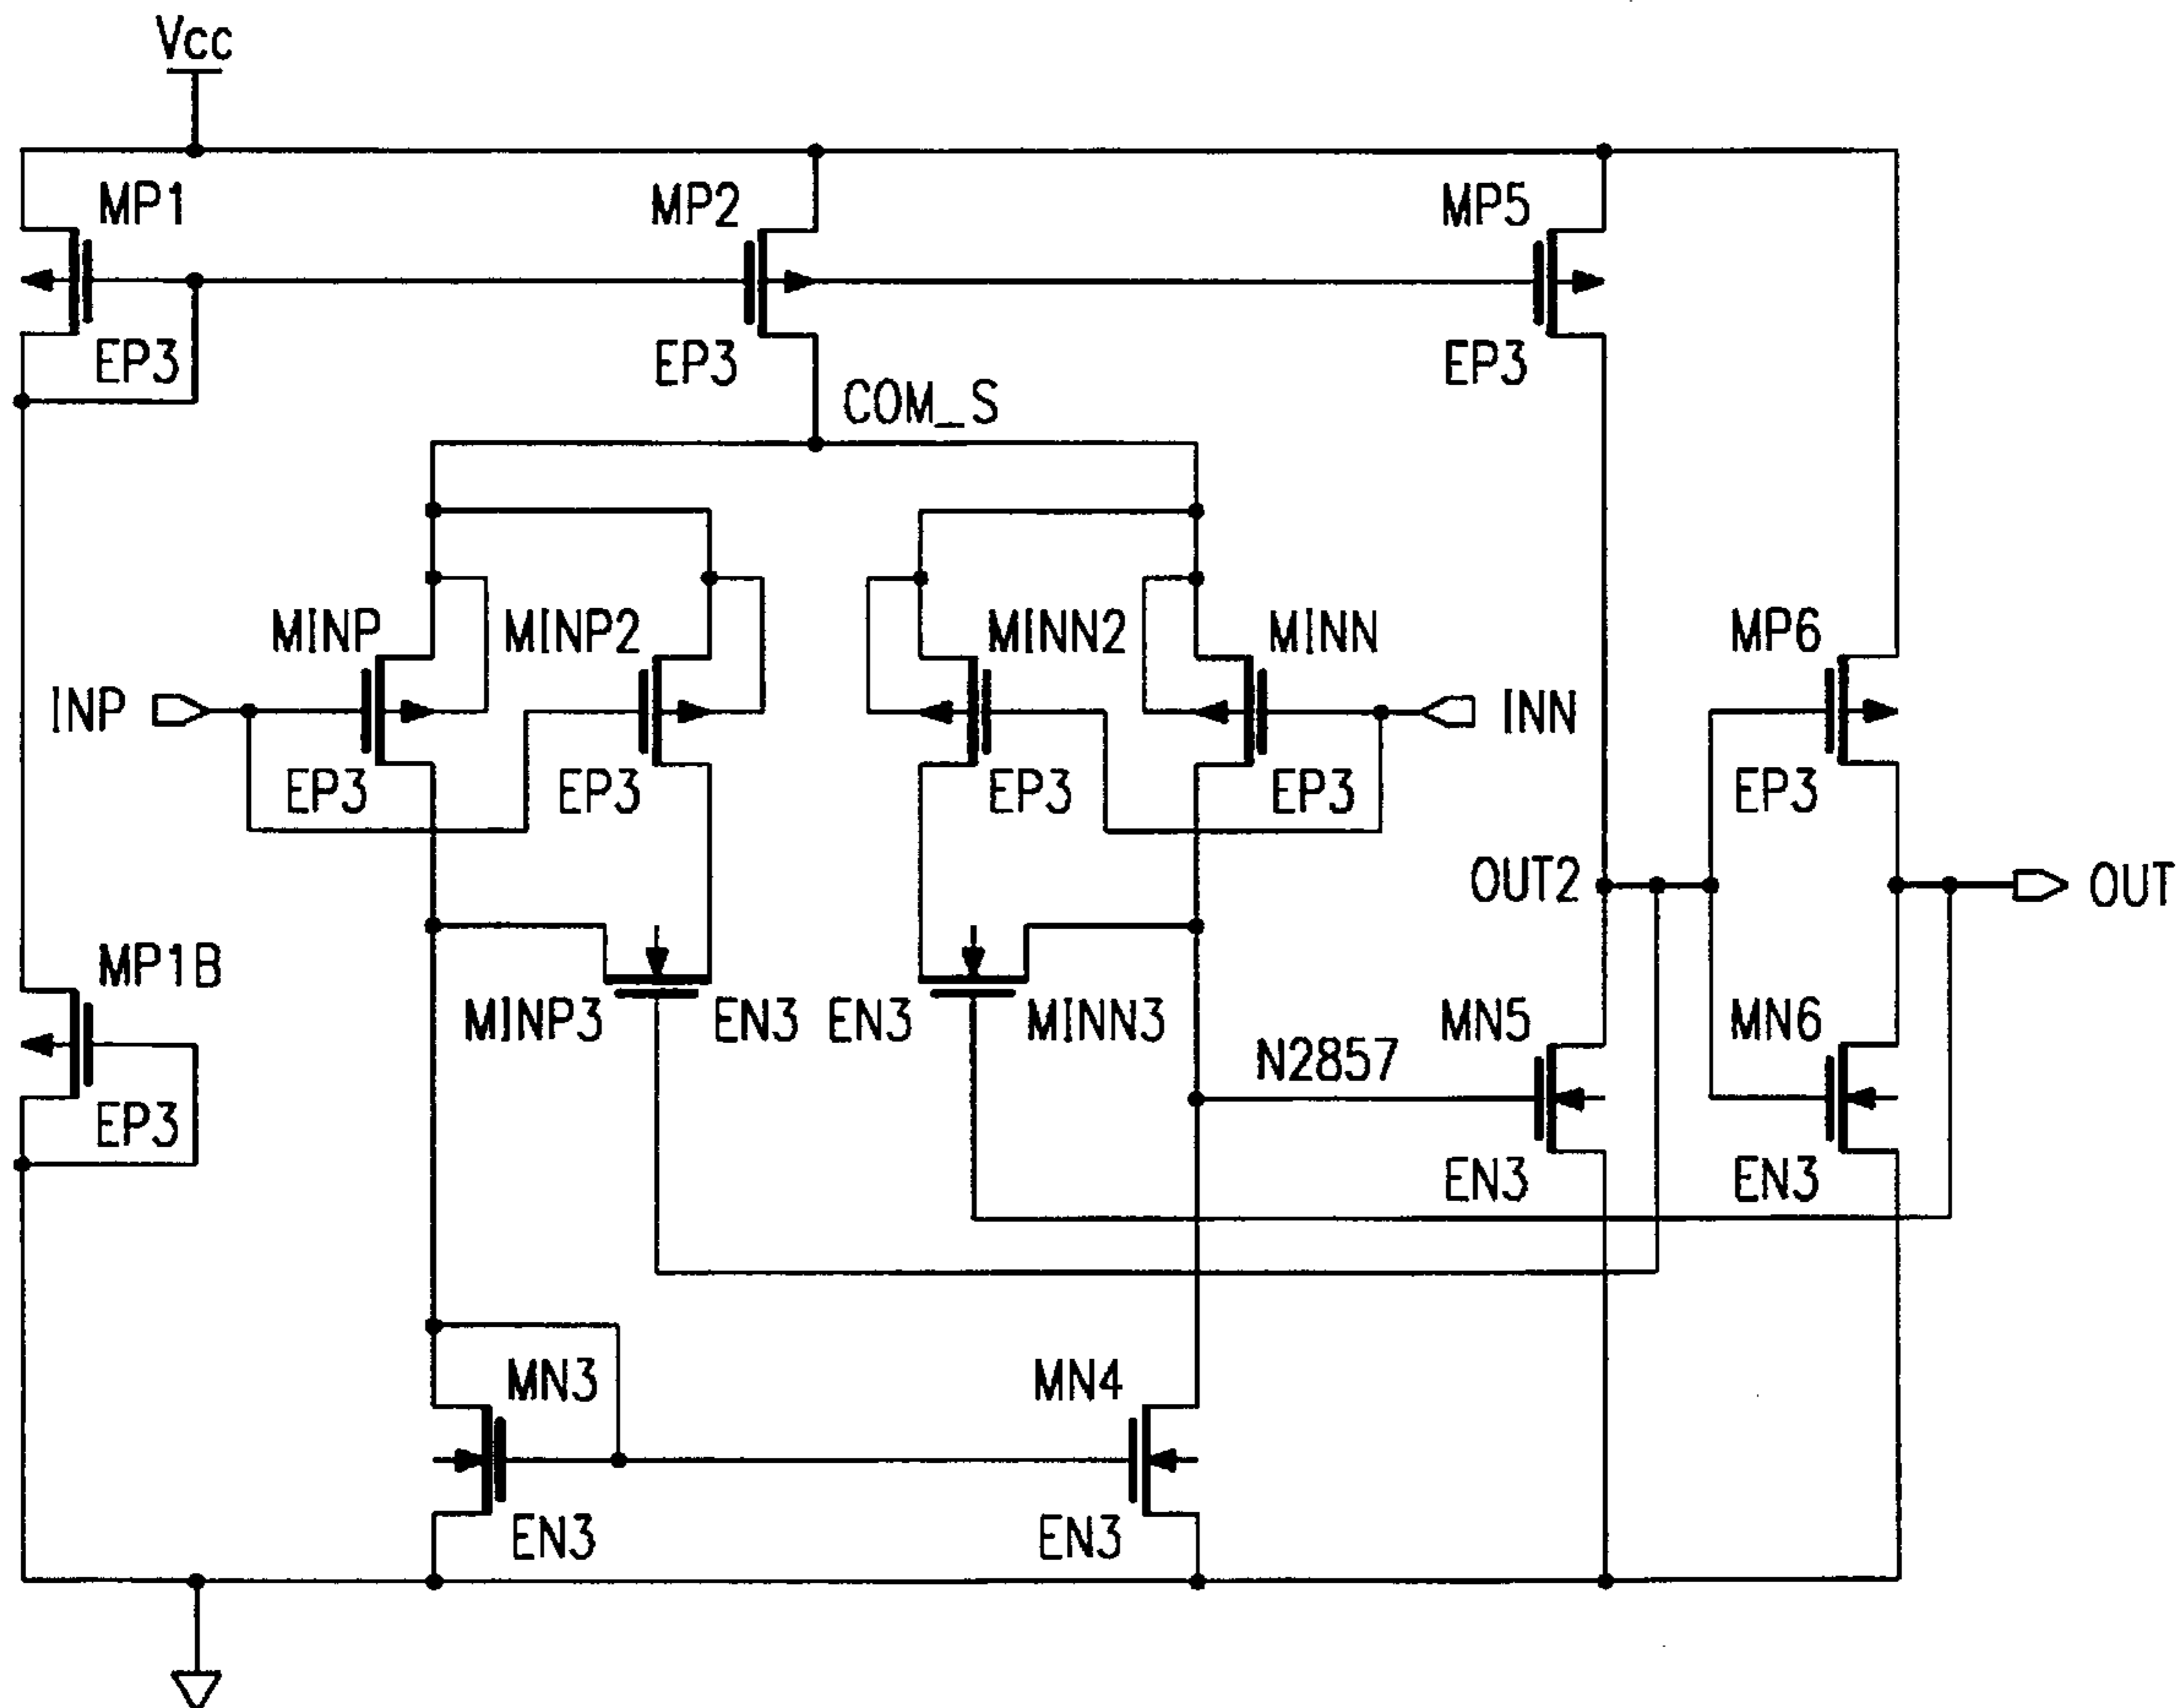 Vcc
MP1
MP2
MP5
EP3
EP3
EP3
COM_S
MINP
MINP2
MINN2
MINN
MP6
INP
INN
EP3
EP3
EP3
EP3
EP3
OUT2
OUT
MP1B
MINP3
EN3
EN3
MINN3
MN5
MN6
N2857
EP3
EN3
EN3
MN3
MN4
EN3
EN3